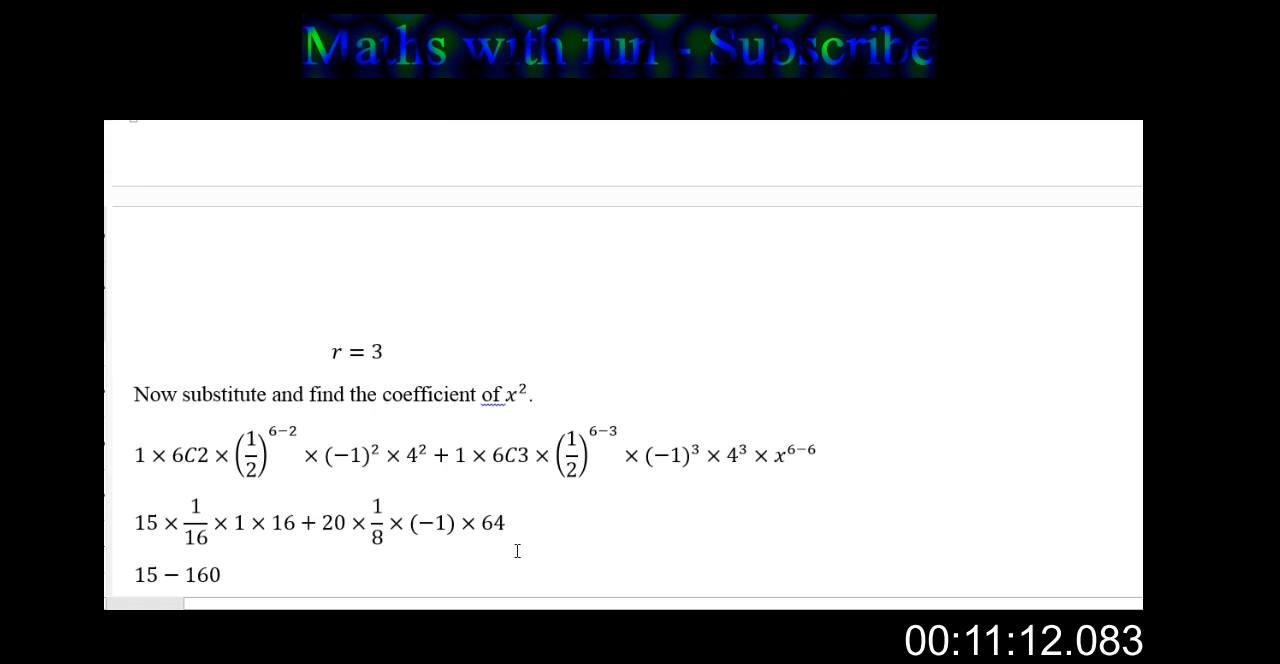 Maths with fun - Subscribe
r = 3
Now substitute and find the coefficient of x².
1 × 6C2 × (1/2)^(6−2) × (−1)² × 4² + 1 × 6C3 × (1/2)^(6−3) × (−1)³ × 4³ × x^(6−6)
15 × 1/16 × 1 × 16 + 20 × 1/8 × (−1) × 64
15 − 160
00:11:12.083